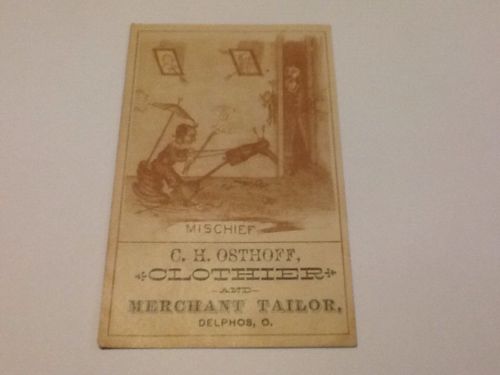 MISCHIEF.
C. H. OSTHOFF,
CLOTHIER
AND
MERCHANT TAILOR,
DELPHOS, O.